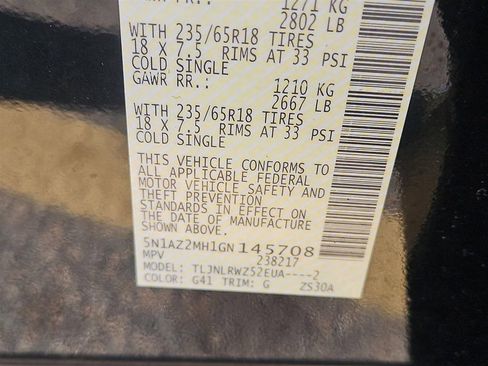 1271 KG
2802 LB
WITH 235/65R18 TIRES
18 X 7.5 RIMS AT 33 PSI
COLD SINGLE
GAWR RR.: 1210 KG
2667 LB
WITH 235/65R18 TIRES
18 X 7.5 RIMS AT 33 PSI
COLD SINGLE
THIS VEHICLE CONFORMS TO
ALL APPLICABLE FEDERAL
MOTOR VEHICLE SAFETY AND
THEFT PREVENTION
STANDARDS IN EFFECT ON
THE DATE OF MANUFACTURE
SHOWN ABOVE.
5N1AZ2MH1GN145708
MPV 238217
MODEL: TLJNLRWZ52EUA----2
COLOR: G41 TRIM: G ZS30A